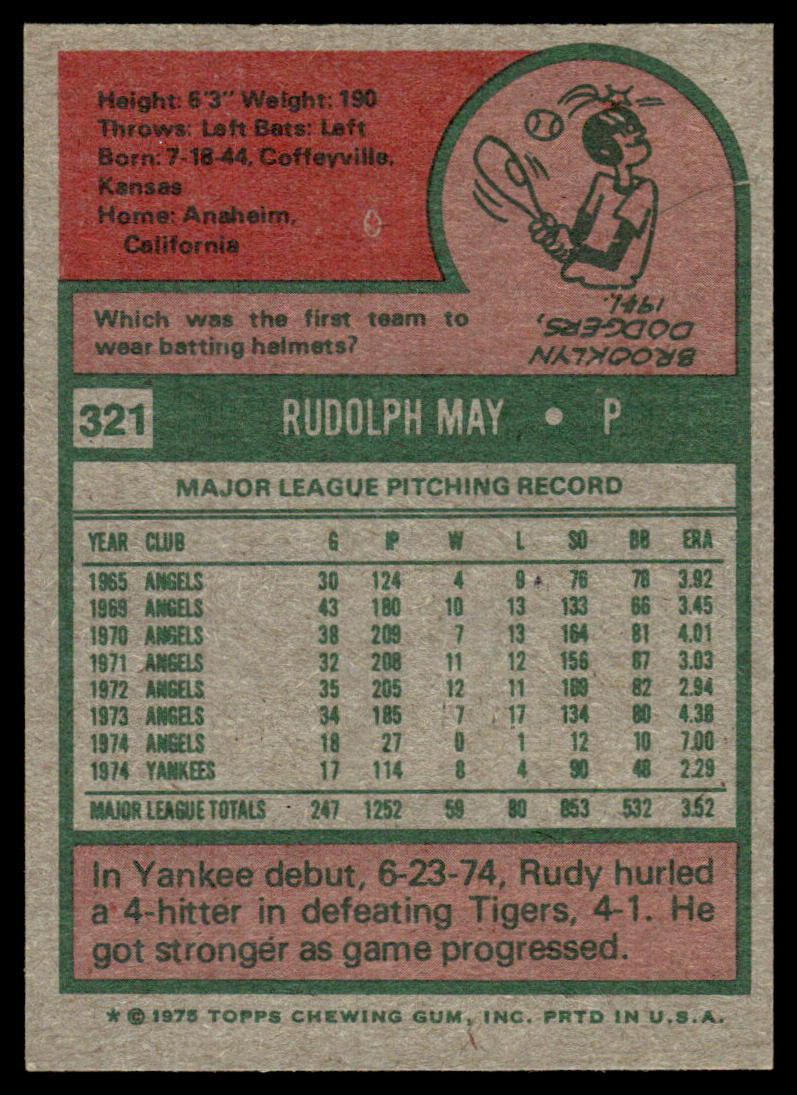 Height: 6'3" Weight: 190
Throws: Left Bats: Left
Born: 7-18-44, Coffeyville,
Kansas
Home: Anaheim,
California
Which was the first team to
wear batting helmets?
BROOKLYN
DODGERS,
1941.
321 RUDOLPH MAY • P
MAJOR LEAGUE PITCHING RECORD
YEAR CLUB G IP W L SO BB ERA
1965 ANGELS 30 124 4 9 76 78 3.92
1969 ANGELS 43 180 10 13 133 66 3.45
1970 ANGELS 38 209 7 13 164 81 4.01
1971 ANGELS 32 208 11 12 156 87 3.03
1972 ANGELS 35 205 12 11 169 82 2.94
1973 ANGELS 34 185 7 17 134 80 4.38
1974 ANGELS 18 27 0 1 12 10 7.00
1974 YANKEES 17 114 8 4 90 48 2.29
MAJOR LEAGUE TOTALS 247 1252 59 80 853 532 3.52
In Yankee debut, 6-23-74, Rudy hurled
a 4-hitter in defeating Tigers, 4-1. He
got stronger as game progressed.
* © 1975 TOPPS CHEWING GUM, INC. PRTD IN U.S.A.